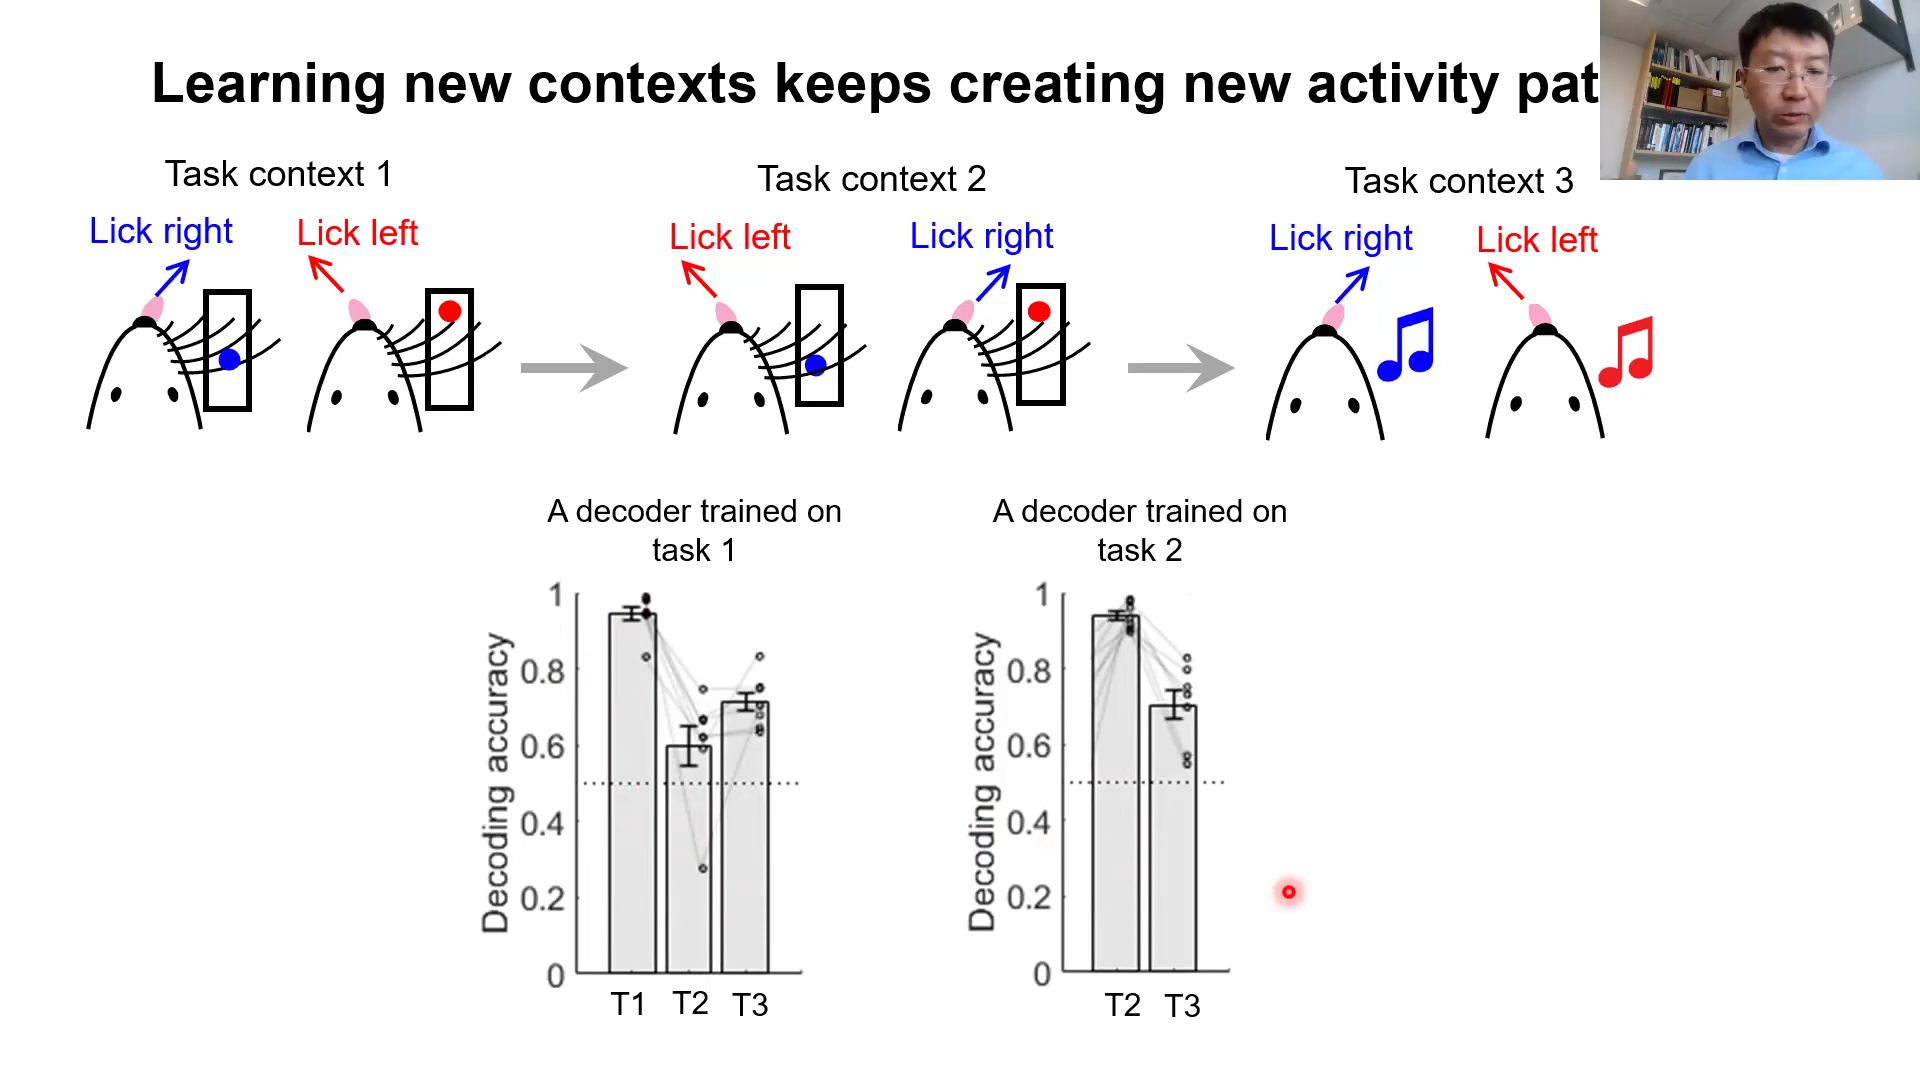 Learning new contexts keeps creating new activity pat
Task context 1
Task context 2
Task context 3
Lick right
Lick left
Lick left
Lick right
Lick right
Lick left
A decoder trained on
task 1
A decoder trained on
task 2
Decoding accuracy
1
0.8
0.6
0.4
0.2
0
T1 T2 T3
Decoding accuracy
1
0.8
0.6
0.4
0.2
0
T2 T3